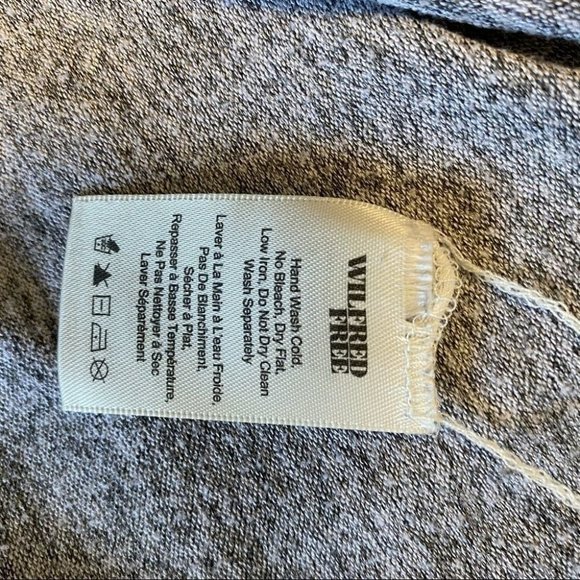 WILFRED
FREE
Hand Wash Cold.
No Bleach, Dry Flat,
Low Iron, Do Not Dry Clean
Wash Separately
Laver à La Main à L'eau Froide,
Pas De Blanchiment,
Sécher à Plat,
Repasser à Basse Température,
Ne Pas Nettoyer à Sec
Laver Séparément